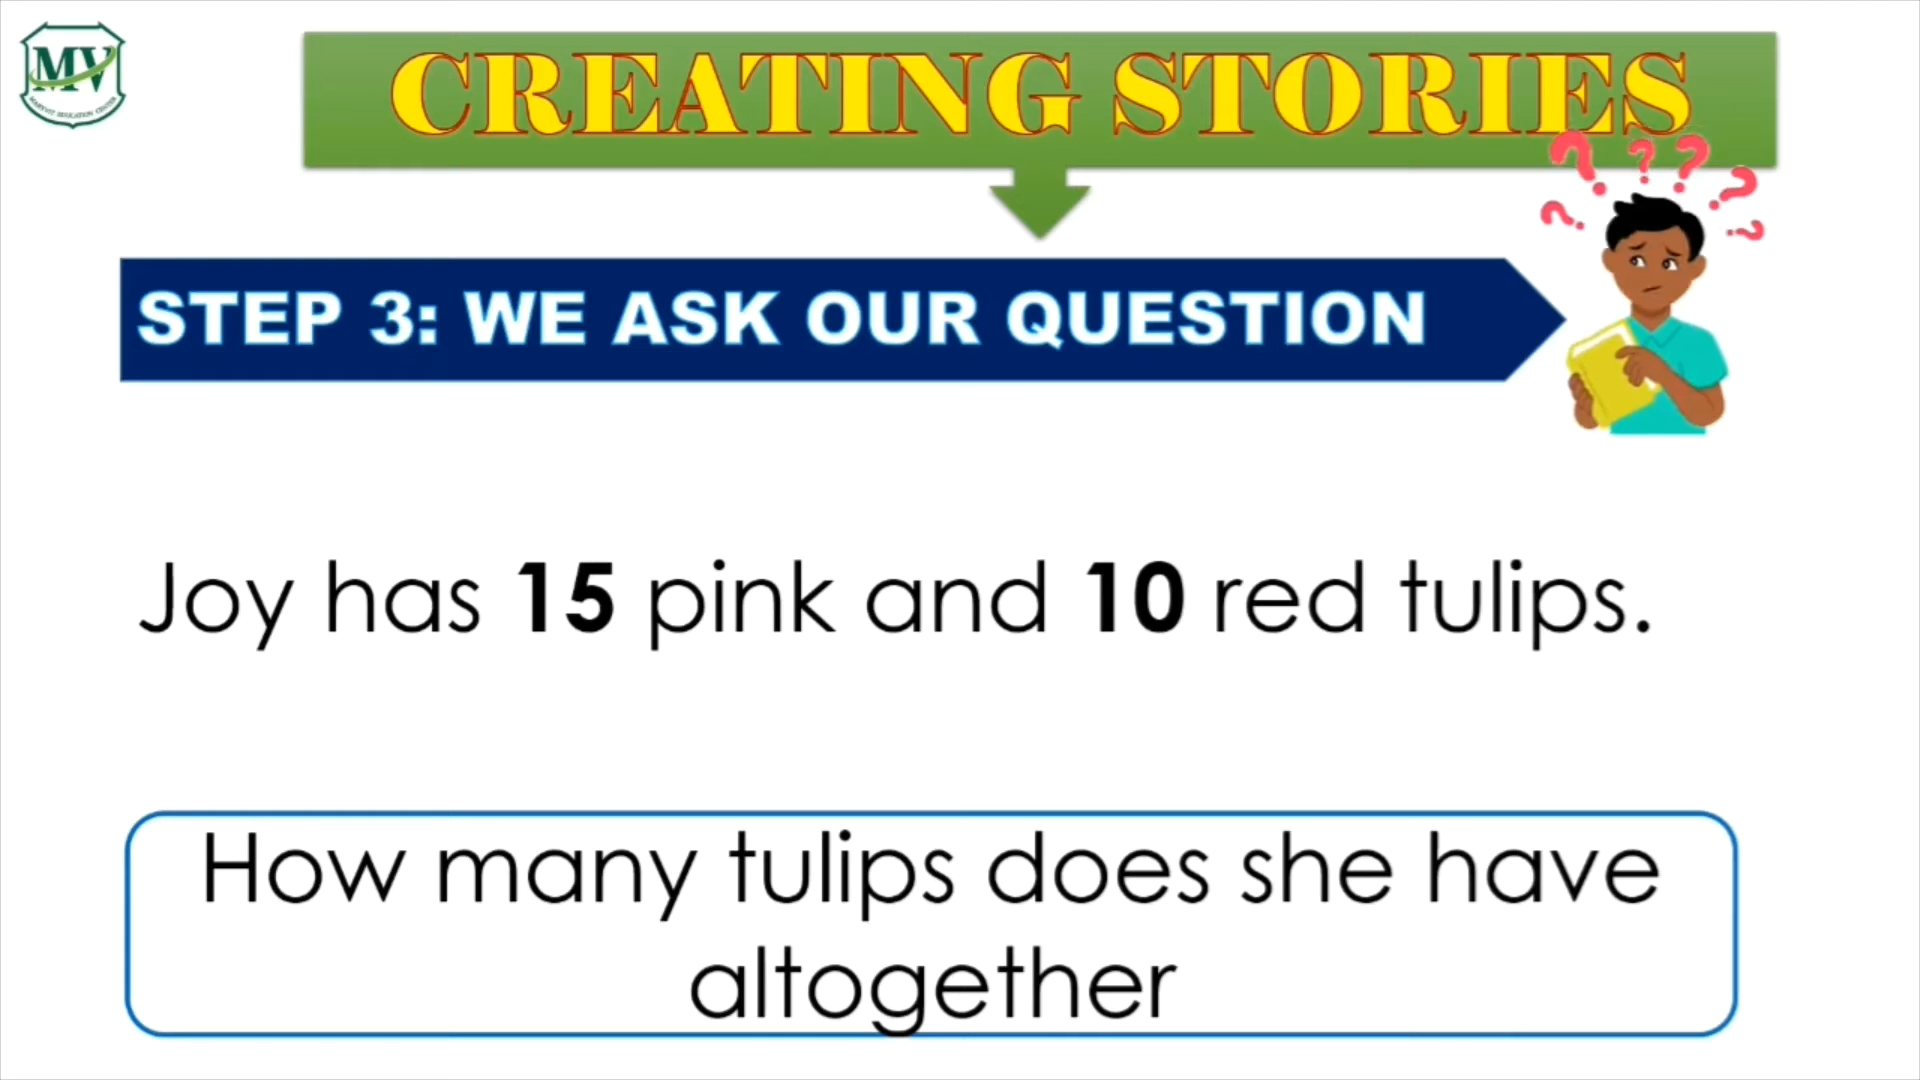 MV
CREATING STORIES
STEP 3: WE ASK OUR QUESTION
Joy has 15 pink and 10 red tulips.
How many tulips does she have
altogether